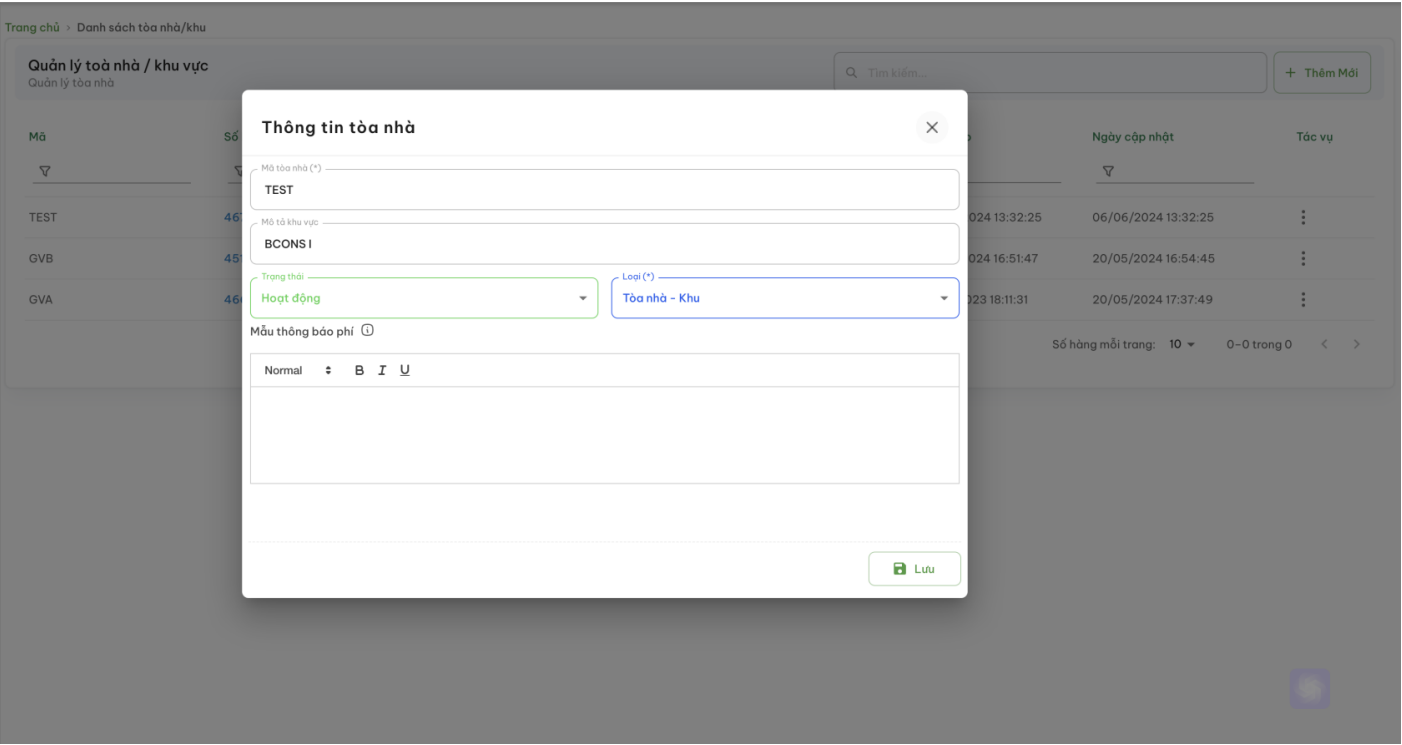 Trang chủ > Danh sách tòa nhà/khu
Quản lý toà nhà / khu vực
Quản lý tòa nhà
Tìm kiếm...
+ Thêm Mới
Thông tin tòa nhà
Mã
Số
Ngày cập nhật
Tác vụ
Mã tòa nhà (*)
TEST
Mô tả khu vực
BCONS I
Trạng thái
Hoạt động
Loại (*)
Tòa nhà - Khu
Mẫu thông báo phí
Normal B I U
Lưu
TEST 06/06/2024 13:32:25
GVB 20/05/2024 16:54:45
GVA 20/05/2024 17:37:49
Số hàng mỗi trang: 10 0-0 trong 0